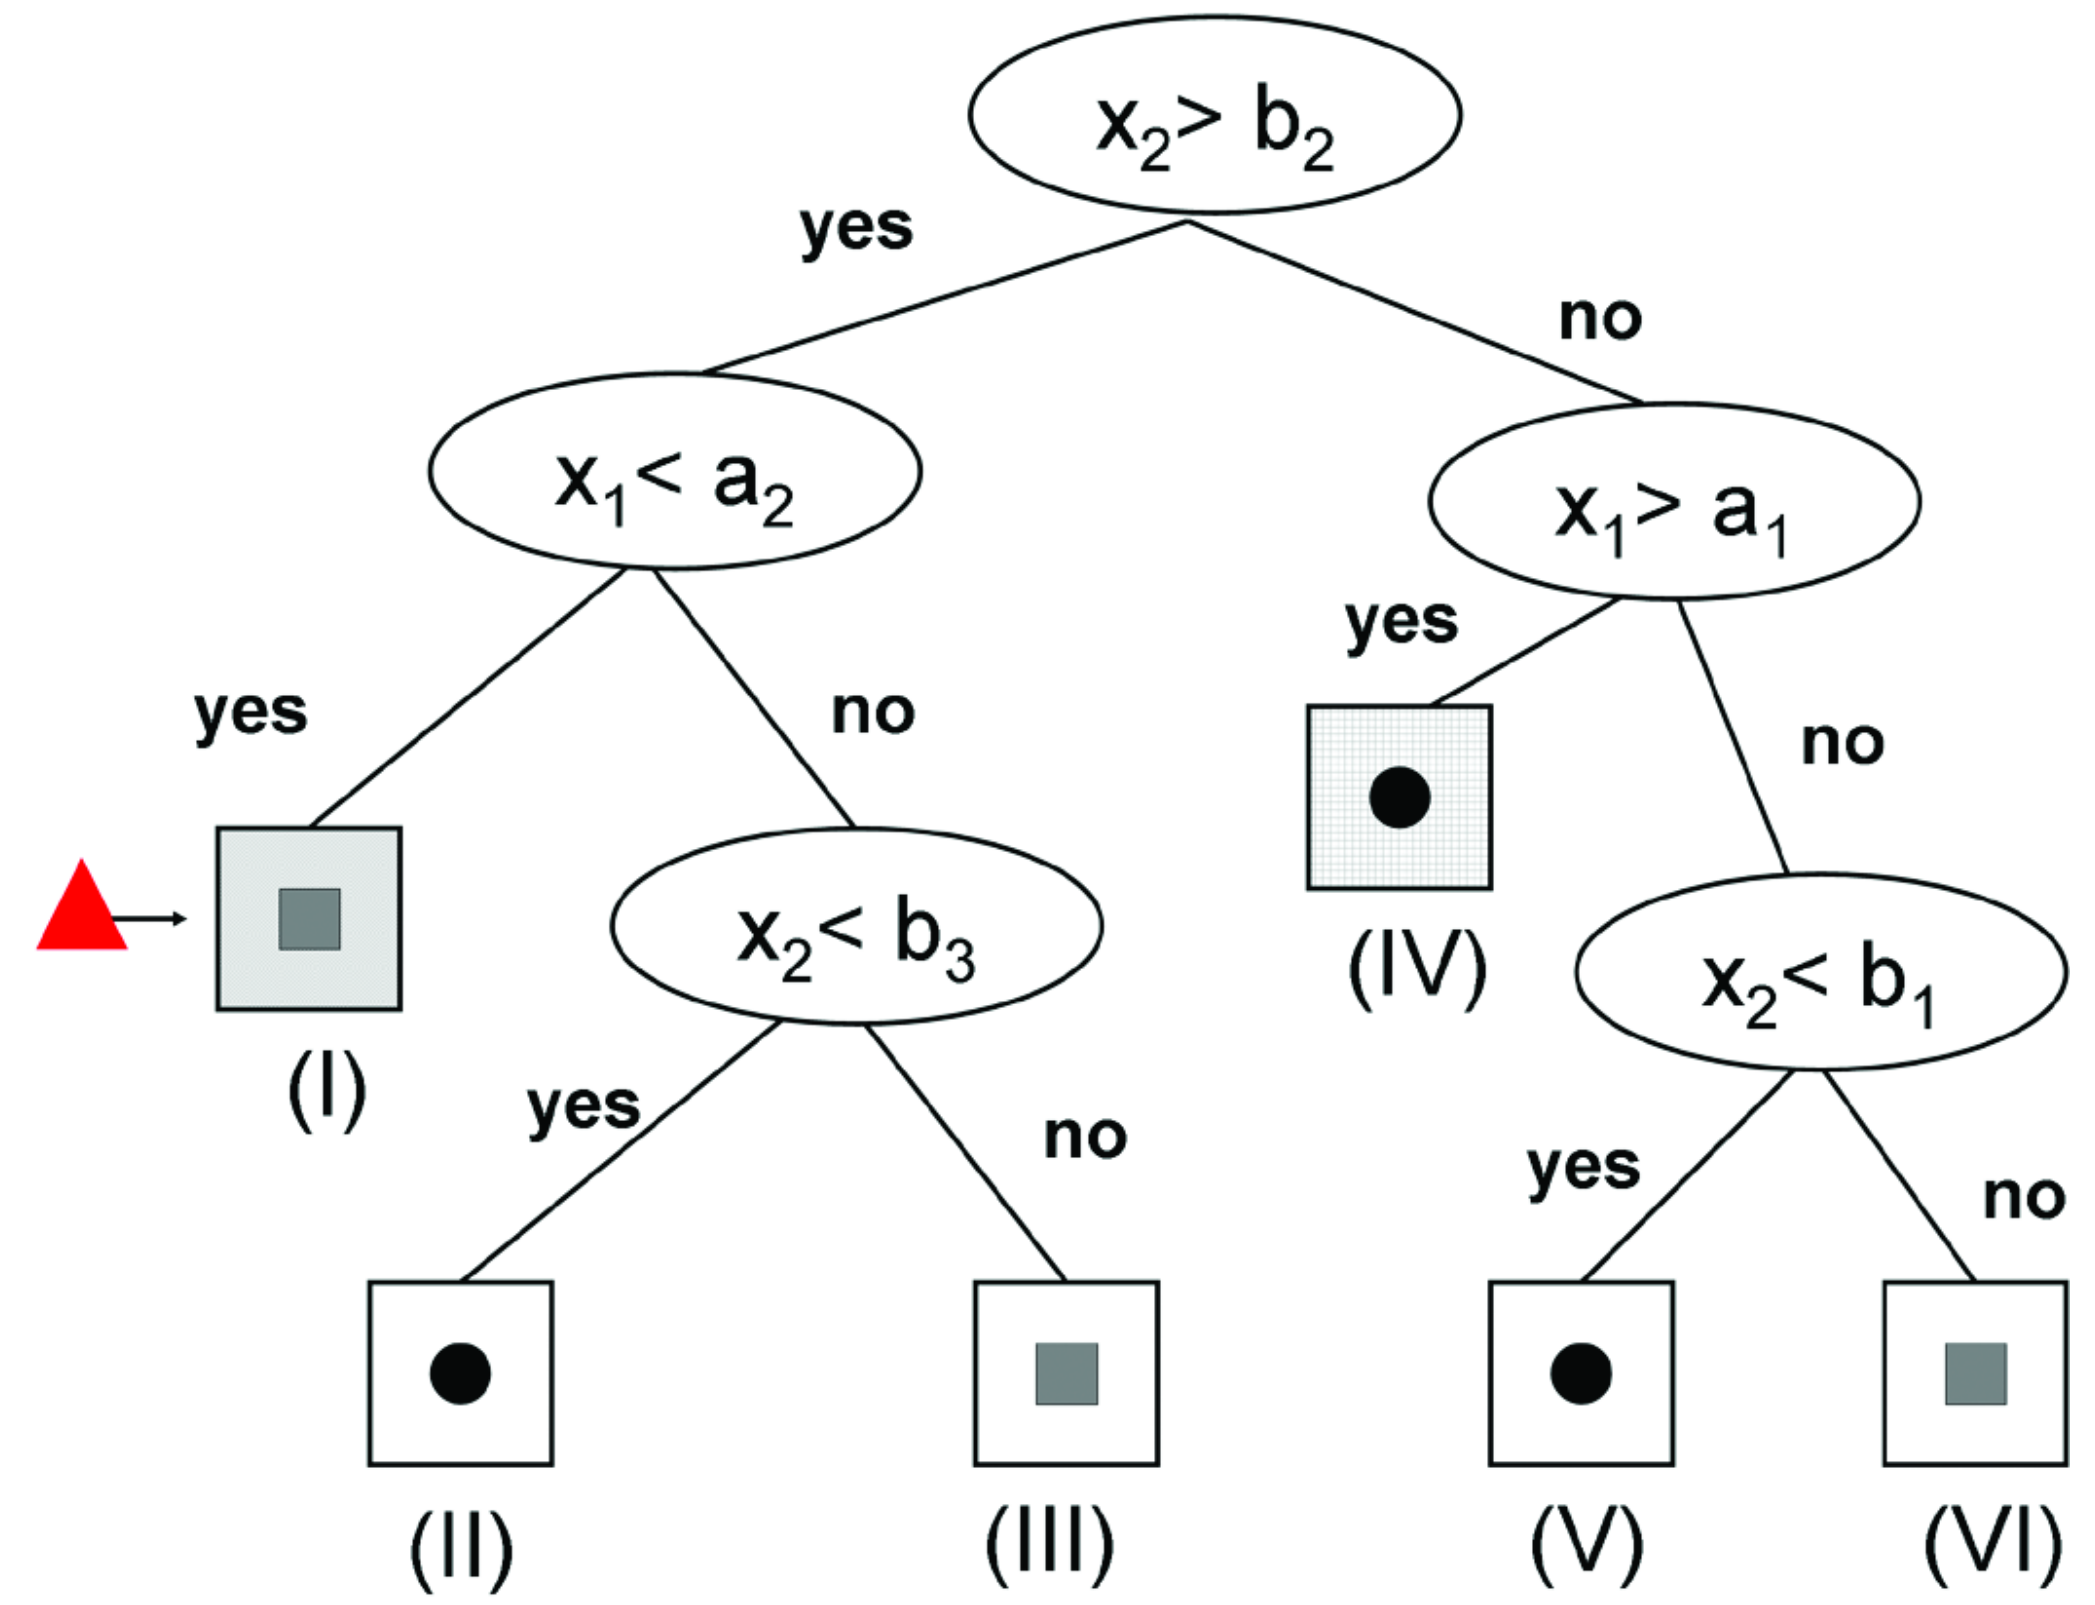 x₂> b₂
yes
no
x₁< a₂
x₁> a₁
yes
no
yes
no
x₂< b₃
(IV)
x₂< b₁
(I)
yes
no
yes
no
(II)
(III)
(V)
(VI)